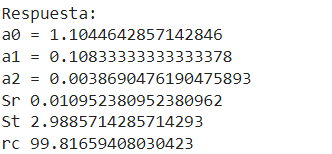 Respuesta:
a0 = 1.1044642857142846
a1 = 0.10833333333333378
a2 = 0.0038690476190475893
Sr 0.010952380952380962
St 2.9885714285714293
rc 99.81659408030423